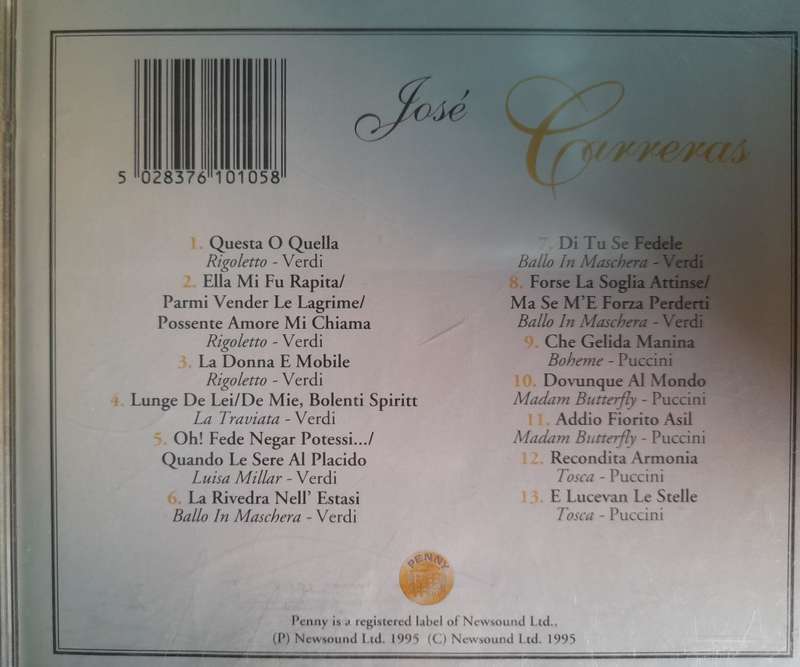 José Carreras
5 028376 101058
1. Questa O Quella
Rigoletto - Verdi
2. Ella Mi Fu Rapita/
Parmi Vender Le Lagrime/
Possente Amore Mi Chiama
Rigoletto - Verdi
3. La Donna E Mobile
Rigoletto - Verdi
4. Lunge De Lei/De Mie, Bolenti Spiritt
La Traviata - Verdi
5. Oh! Fede Negar Potessi.../
Quando Le Sere Al Placido
Luisa Millar - Verdi
6. La Rivedra Nell' Estasi
Ballo In Maschera - Verdi
7. Di Tu Se Fedele
Ballo In Maschera - Verdi
8. Forse La Soglia Attinse/
Ma Se M'E Forza Perderti
Ballo In Maschera - Verdi
9. Che Gelida Manina
Boheme - Puccini
10. Dovunque Al Mondo
Madam Butterfly - Puccini
11. Addio Fiorito Asil
Madam Butterfly - Puccini
12. Recondita Armonia
Tosca - Puccini
13. E Lucevan Le Stelle
Tosca - Puccini
PENNY
Penny is a registered label of Newsound Ltd..
(P) Newsound Ltd. 1995 (C) Newsound Ltd. 1995